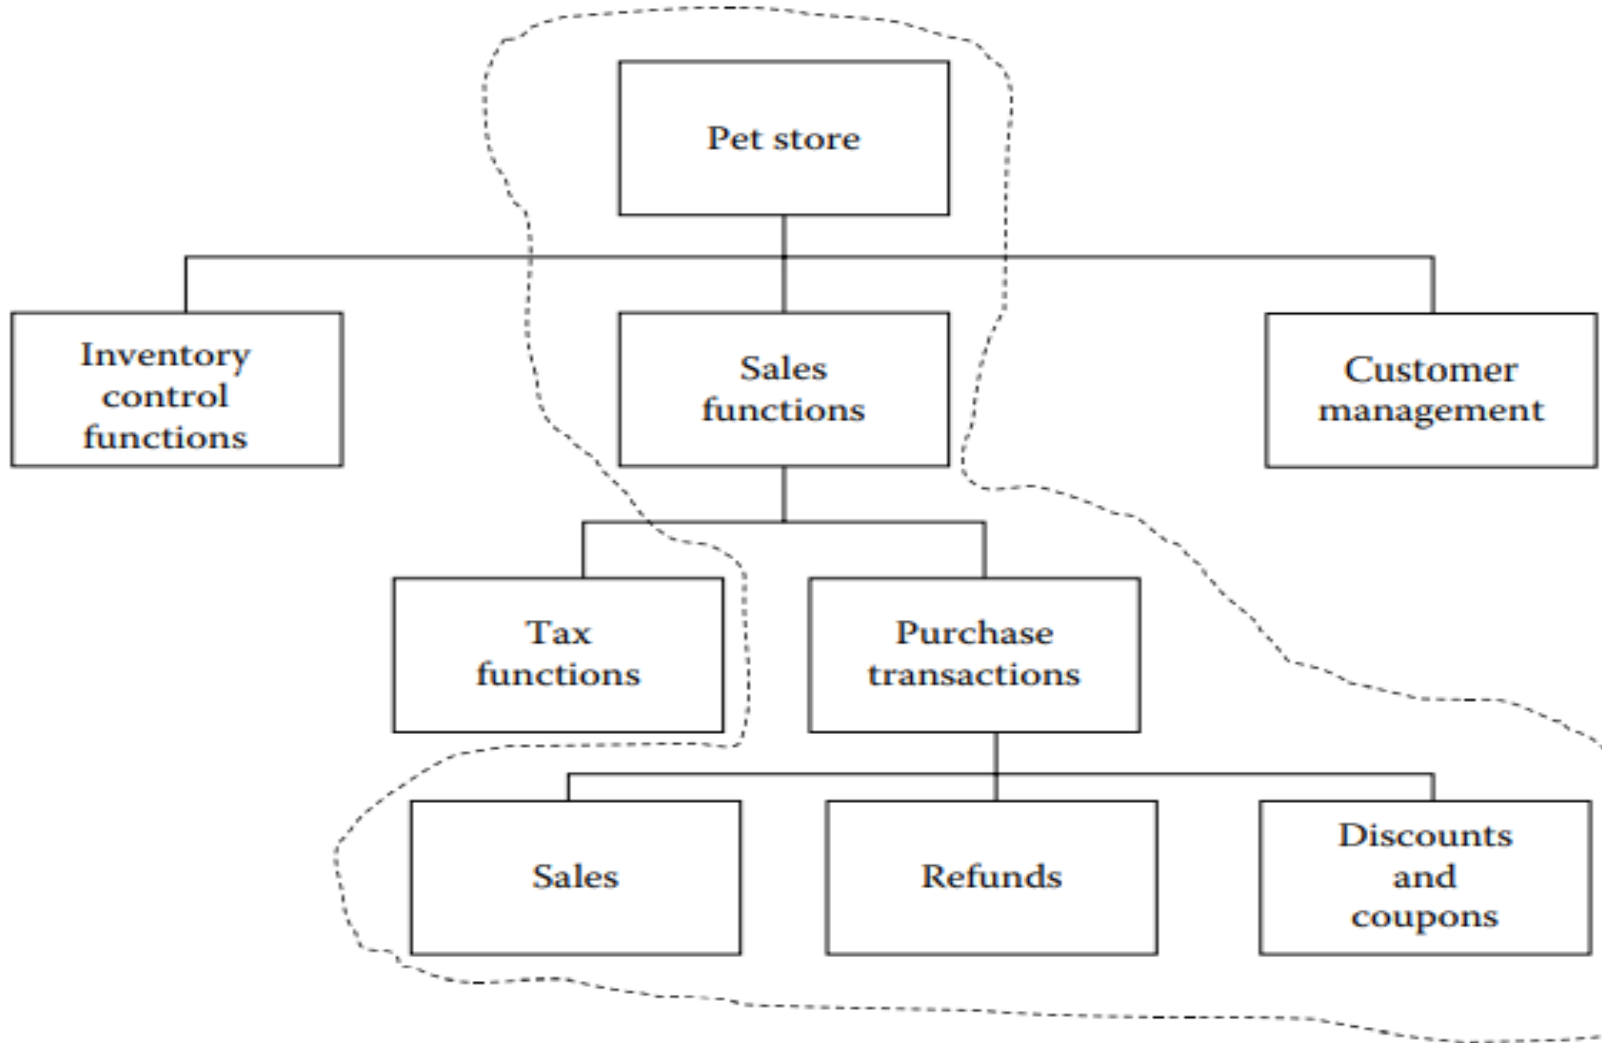 Pet store
Inventory
control
functions
Sales
functions
Customer
management
Tax
functions
Purchase
transactions
Sales
Refunds
Discounts
and
coupons